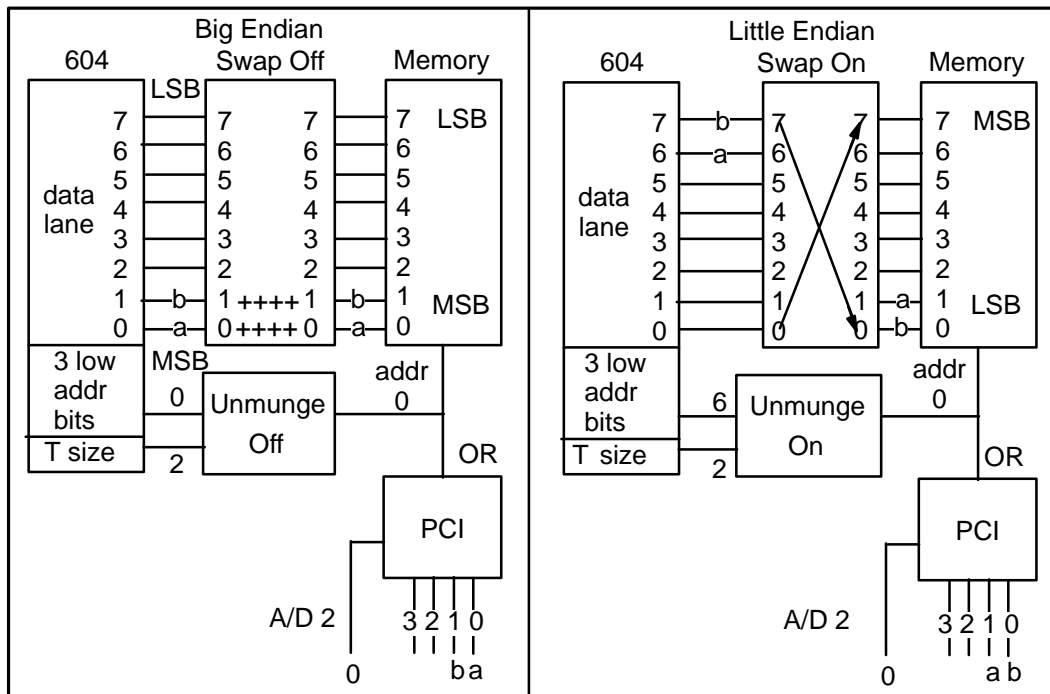 Big Endian
604 Swap Off Memory
LSB
7 7 7 7 LSB
6 6 6 6
5 5 5 5
data 4 4 4 4
lane 3 3 3 3
2 2 2 2
1 b 1 ++++ 1 b 1 MSB
0 a 0 ++++ 0 a 0
3 low MSB
addr 0 Unmunge addr
bits Off 0
T size 2
OR
PCI
A/D 2 3 2 1 0
0 b a
Little Endian
604 Swap On Memory
7 b 7 7 7 MSB
6 a 6 6 6
5 5 5 5
data 4 4 4 4
lane 3 3 3 3
2 2 2 2
1 1 1 a 1 LSB
0 0 0 b 0
3 low
addr 6 Unmunge addr
bits On 0
T size 2
OR
PCI
A/D 2 3 2 1 0
0 a b